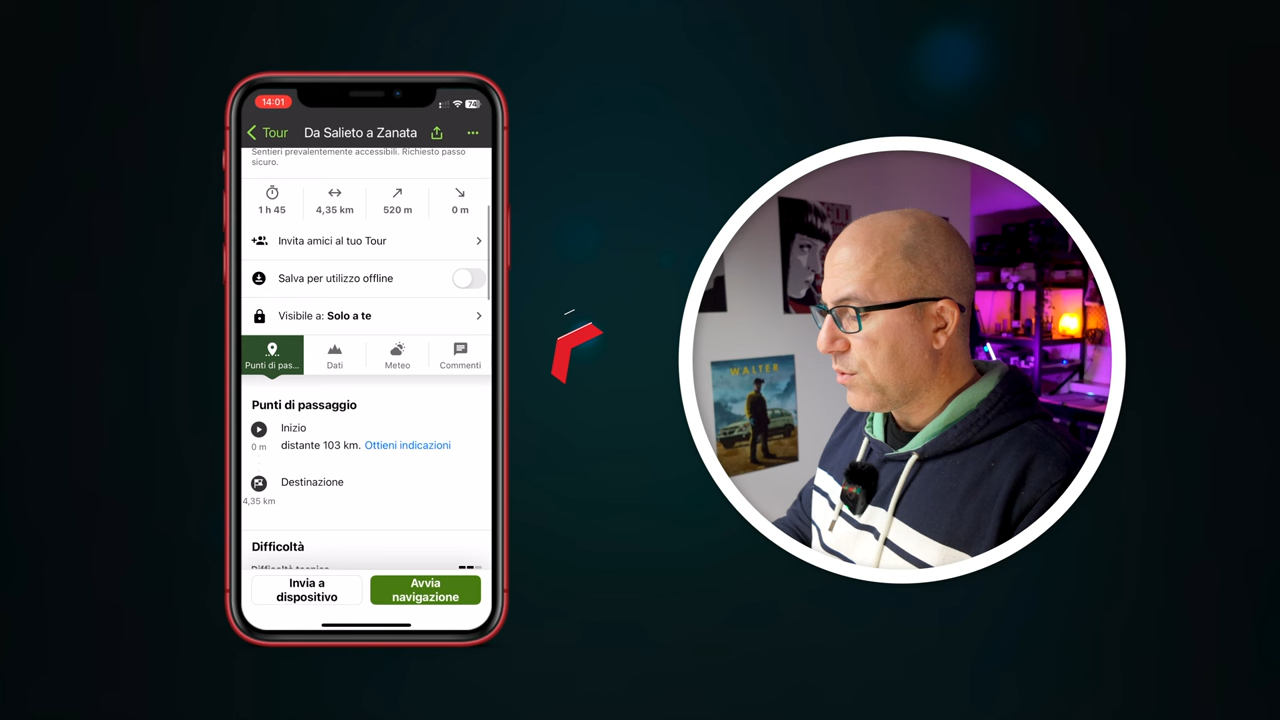 14:01
74
Tour
Da Salieto a Zanata
Sentieri prevalentemente accessibili. Richiesto passo
sicuro.
1 h 45
4,35 km
520 m
0 m
Invita amici al tuo Tour
Salva per utilizzo offline
Visibile a: Solo a te
Punti di pas...
Dati
Meteo
Commenti
Punti di passaggio
Inizio
0 m
distante 103 km. Ottieni indicazioni
Destinazione
4,35 km
Difficoltà
Invia a
dispositivo
Avvia
navigazione
WALTER